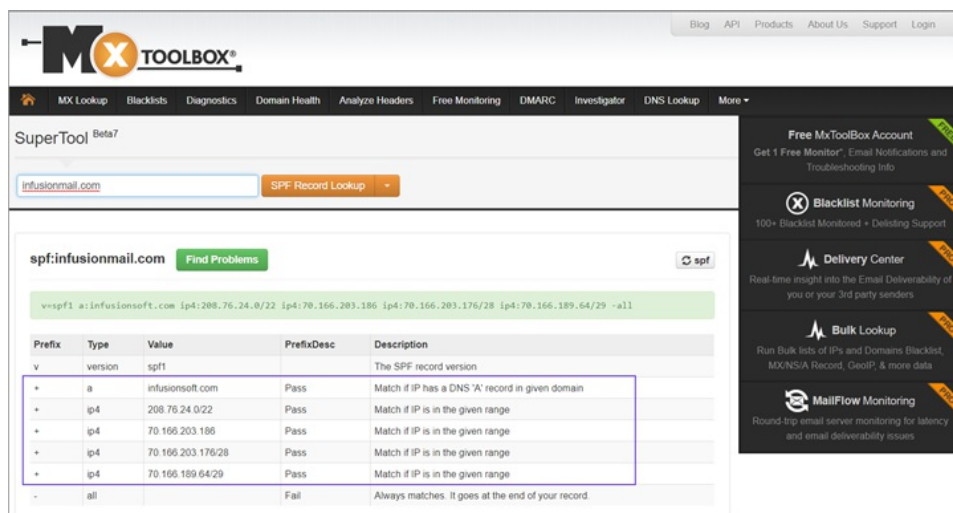 Blog API Products About Us Support Login
MX TOOLBOX®
MX Lookup Blacklists Diagnostics Domain Health Analyze Headers Free Monitoring DMARC Investigator DNS Lookup More
SuperTool Beta7
infusionmail.com SPF Record Lookup
spf:infusionmail.com Find Problems spf
v=spf1 a:infusionsoft.com ip4:208.76.24.0/22 ip4:70.166.203.186 ip4:70.166.203.176/28 ip4:70.166.189.64/29 -all
Prefix Type Value PrefixDesc Description
v version spf1 The SPF record version
+ a infusionsoft.com Pass Match if IP has a DNS 'A' record in given domain
+ ip4 208.76.24.0/22 Pass Match if IP is in the given range
+ ip4 70.166.203.186 Pass Match if IP is in the given range
+ ip4 70.166.203.176/28 Pass Match if IP is in the given range
+ ip4 70.166.189.64/29 Pass Match if IP is in the given range
- all Fail Always matches. It goes at the end of your record.
Free MxToolBox Account
FREE
Get 1 Free Monitor*, Email Notifications and
Troubleshooting Info
Blacklist Monitoring
PRO
100+ Blacklist Monitored + Delisting Support
Delivery Center
PRO
Real-time insight into the Email Deliverability of
you or your 3rd party senders
Bulk Lookup
PRO
Run Bulk lists of IPs and Domains Blacklist,
MX/NS/A Record, GeoIP, & more data
MailFlow Monitoring
PRO
Round-trip email server monitoring for latency
and email deliverability issues